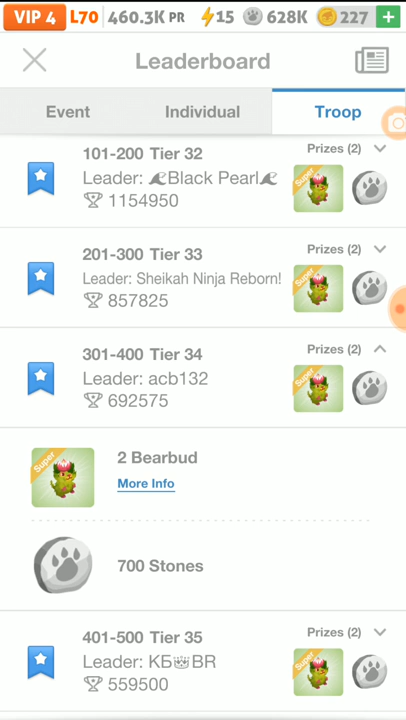 VIP 4 L70 460.3K PR 15 628K 227 +
Leaderboard
Event Individual Troop
101-200 Tier 32 Prizes (2)
Leader: 🌊Black Pearl🌊 Super
1154950
201-300 Tier 33 Prizes (2)
Leader: Sheikah Ninja Reborn! Super
857825
301-400 Tier 34 Prizes (2)
Leader: acb132 Super
692575
Super
2 Bearbud
More Info
700 Stones
401-500 Tier 35 Prizes (2)
Leader: КБ👑BR Super
559500